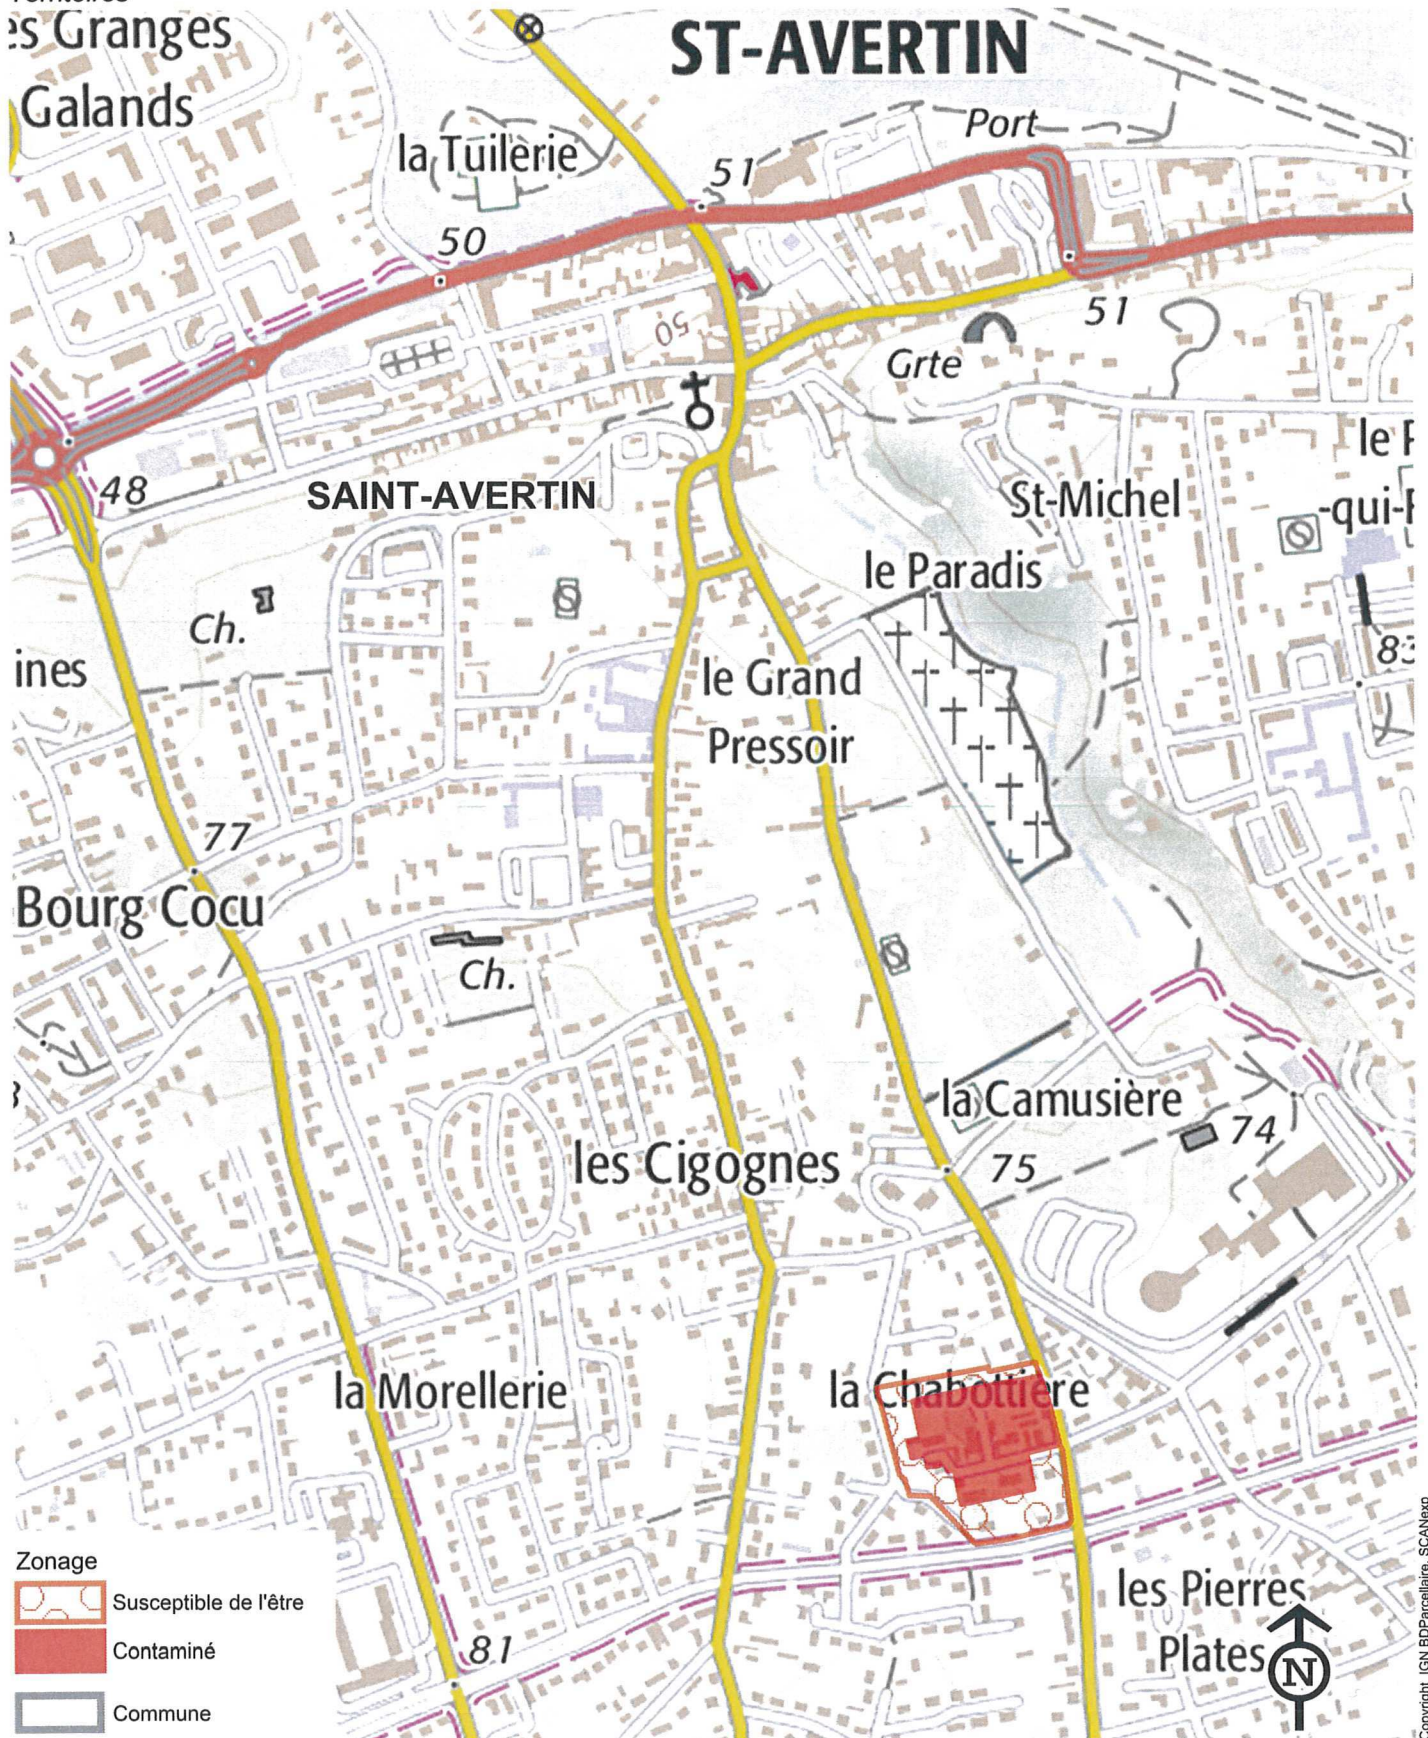 es Granges
Galands
ST-AVERTIN
la Tuilerie
Port
51
50
50
Grte
51
48
SAINT-AVERTIN
St-Michel
-qui-
le Paradis
Ch.
ines
le Grand
Pressoir
77
Bourg Cocu
Ch.
la Camusière
74
les Cigognes
75
la Morellerie
la Chabottière
les Pierres
Plates
N
81
Zonage
Susceptible de l'être
Contaminé
Commune
Copyright IGN BDParcellaire, SCANexp